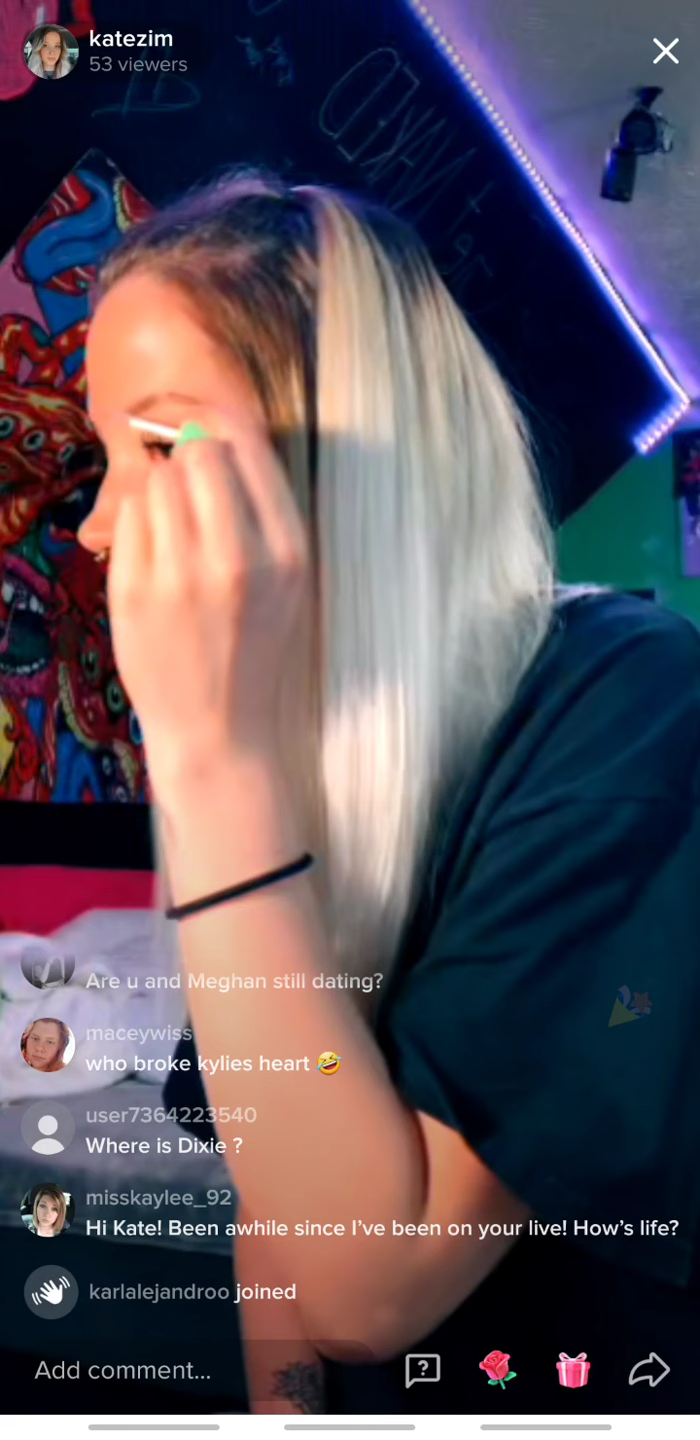 katezim
53 viewers
Are u and Meghan still dating?
maceywiss
who broke kylies heart 🤣
user7364223540
Where is Dixie ?
misskaylee_92
Hi Kate! Been awhile since I've been on your live! How's life?
karlalejandroo joined
Add comment...